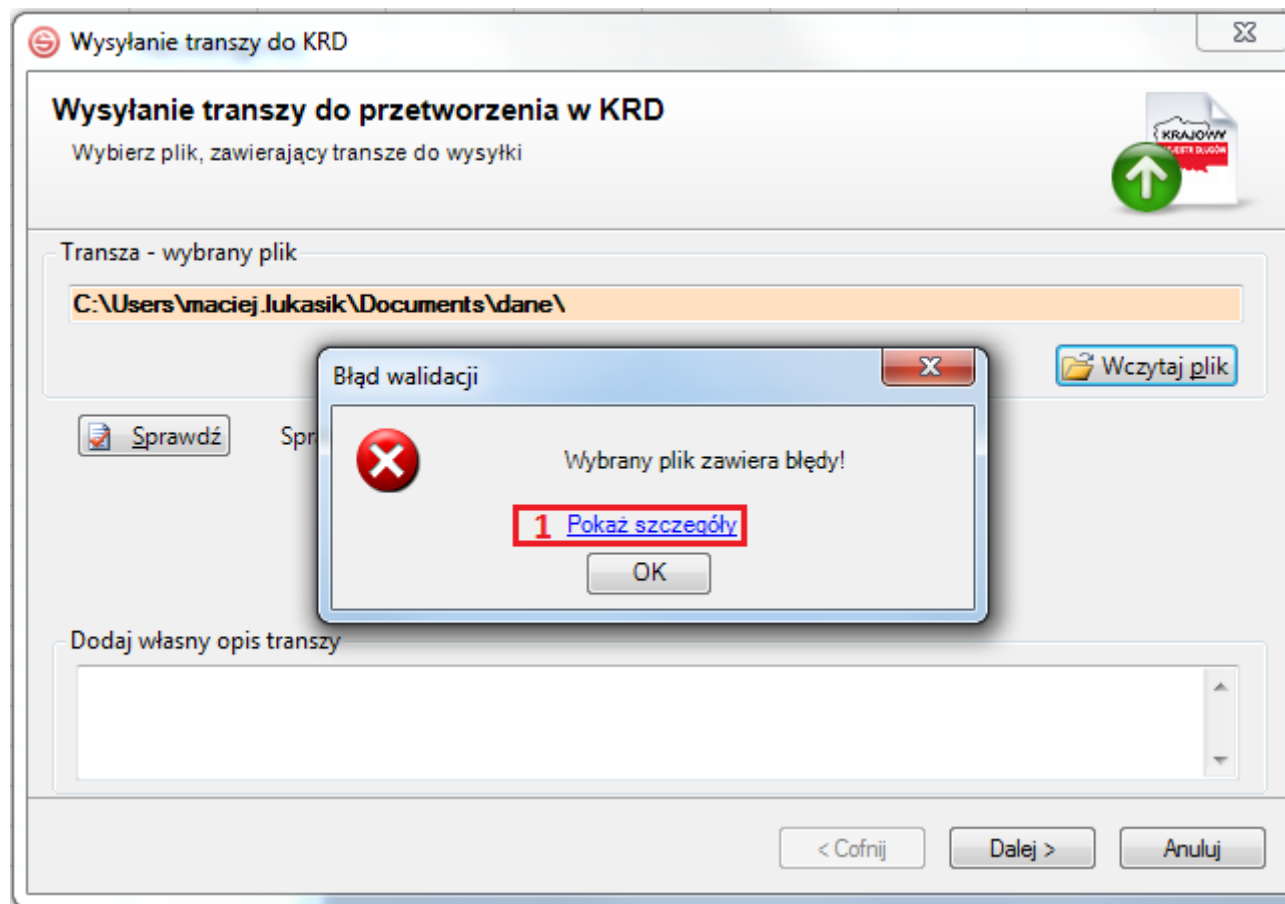 Wysyłanie transzy do KRD
Wysyłanie transzy do przetworzenia w KRD
Wybierz plik, zawierający transze do wysyłki
KRAJOWY
REJESTR DŁUGÓW
Transza - wybrany plik
C:\Users\maciej.lukasik\Documents\dane\
Wczytaj plik
Sprawdź Spr
Błąd walidacji
Wybrany plik zawiera błędy!
1 Pokaż szczegóły
OK
Dodaj własny opis transzy
< Cofnij Dalej > Anuluj